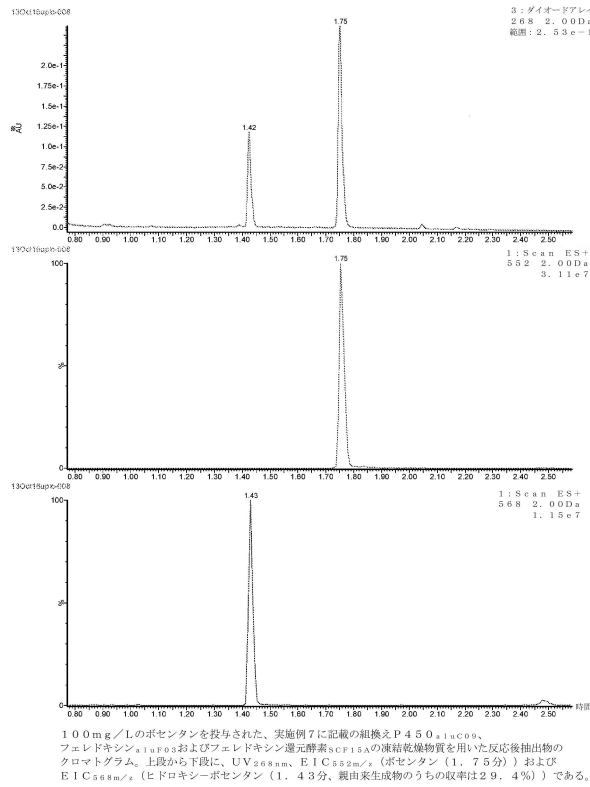 13Oct16uplc-006
3：ダイオードアレイ
268 2.00Da
範囲：2.53e-1
1.75
2.0e-1
1.75e-1
1.5e-1
1.25e-1
1.0e-1
7.5e-2
5.0e-2
2.5e-2
0.0
AU
1.42
0.80 0.90 1.00 1.10 1.20 1.30 1.40 1.50 1.60 1.70 1.80 1.90 2.00 2.10 2.20 2.30 2.40 2.50
1：Scan ES+
552 2.00Da
3.11e7
1.75
100
%
0
0.80 0.90 1.00 1.10 1.20 1.30 1.40 1.50 1.60 1.70 1.80 1.90 2.00 2.10 2.20 2.30 2.40 2.50
1：Scan ES+
568 2.00Da
1.15e7
1.43
100
%
0
0.80 0.90 1.00 1.10 1.20 1.30 1.40 1.50 1.60 1.70 1.80 1.90 2.00 2.10 2.20 2.30 2.40 2.50
時間
100mg／Lのボセンタンを投与された、実施例7に記載の組換えP450aluC09、
フェレドキシンaluF03およびフェレドキシン還元酵素SCF15Aの凍結乾燥物質を用いた反応後抽出物の
クロマトグラム。上段から下段に、UV268nm、EIC552m/z（ボセンタン（1．75分））および
EIC568m/z（ヒドロキシーボセンタン（1．43分、親由来生成物のうちの収率は29．4％））である。